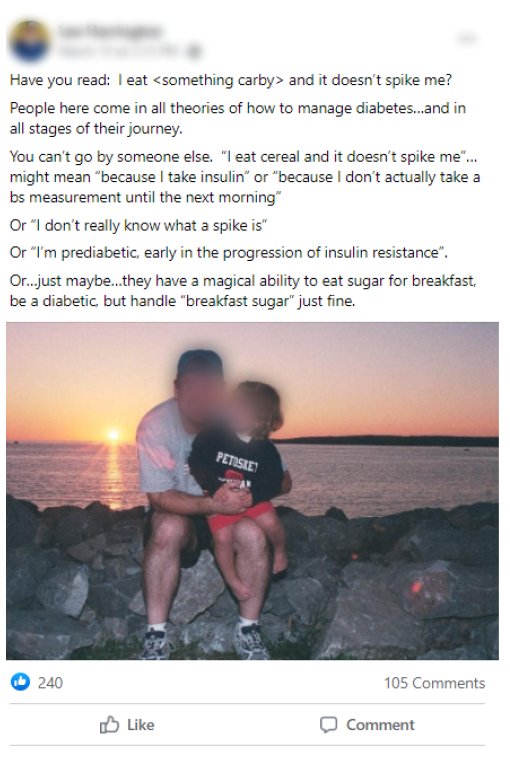 Have you read:  I eat <something carby> and it doesn't spike me?
People here come in all theories of how to manage diabetes...and in
all stages of their journey.
You can't go by someone else.  "I eat cereal and it doesn't spike me"...
might mean "because I take insulin" or "because I don't actually take a
bs measurement until the next morning"
Or "I don't really know what a spike is"
Or "I'm prediabetic, early in the progression of insulin resistance".
Or...just maybe...they have a magical ability to eat sugar for breakfast,
be a diabetic, but handle "breakfast sugar" just fine.
PETOSKEY
240
105 Comments
Like
Comment